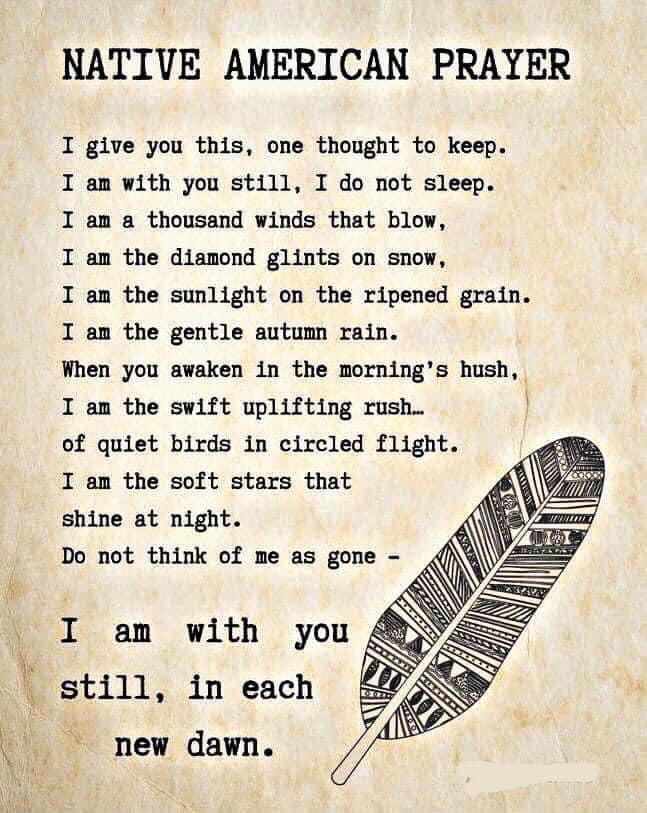 NATIVE AMERICAN PRAYER
I give you this, one thought to keep.
I am with you still, I do not sleep.
I am a thousand winds that blow,
I am the diamond glints on snow,
I am the sunlight on the ripened grain.
I am the gentle autumn rain.
When you awaken in the morning's hush,
I am the swift uplifting rush…
of quiet birds in circled flight.
I am the soft stars that
shine at night.
Do not think of me as gone –
I am with you
still, in each
new dawn.